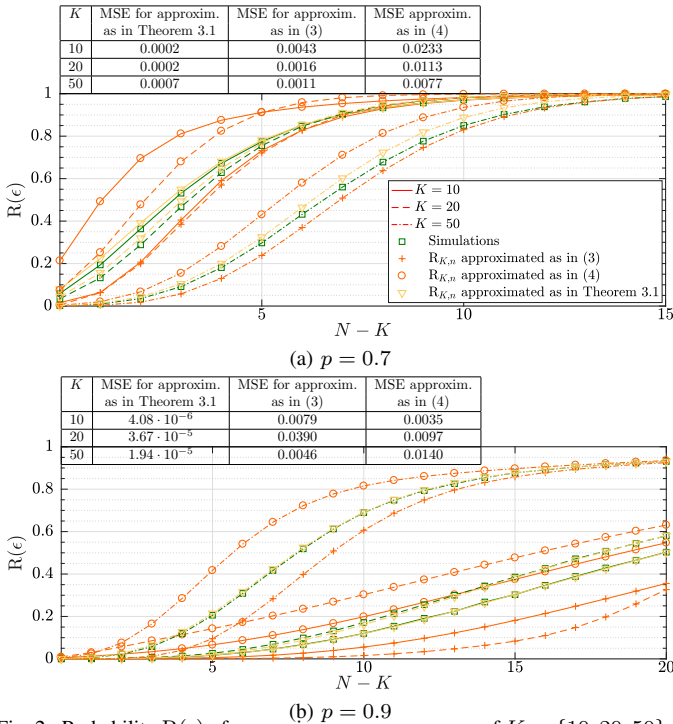 K MSE for approxim. MSE for approxim. MSE approxim.
as in Theorem 3.1 as in (3) as in (4)
10 0.0002 0.0043 0.0233
20 0.0002 0.0016 0.0113
50 0.0007 0.0011 0.0077
1
0.8
0.6
0.4
0.2
0
R(ϵ)
K = 10
K = 20
K = 50
Simulations
R_{K,n} approximated as in (3)
R_{K,n} approximated as in (4)
R_{K,n} approximated as in Theorem 3.1
5 10 15
N − K
(a) p = 0.7
K MSE for approxim. MSE for approxim. MSE approxim.
as in Theorem 3.1 as in (3) as in (4)
10 4.08 · 10⁻⁶ 0.0079 0.0035
20 3.67 · 10⁻⁵ 0.0390 0.0097
50 1.94 · 10⁻⁵ 0.0046 0.0140
1
0.8
0.6
0.4
0.2
0
R(ϵ)
0 5 10 15 20
N − K
(b) p = 0.9